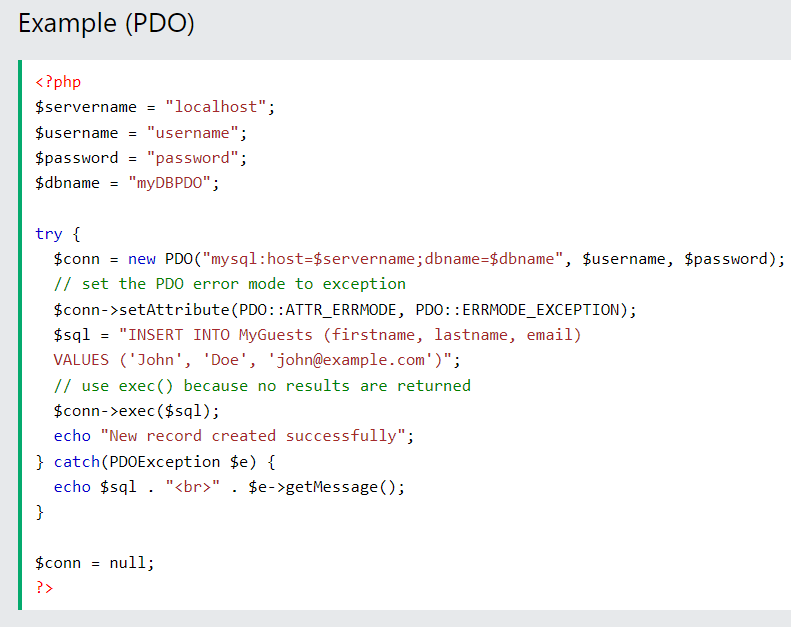 Example (PDO)
<?php
$servername = "localhost";
$username = "username";
$password = "password";
$dbname = "myDBPDO";
try {
$conn = new PDO("mysql:host=$servername;dbname=$dbname", $username, $password);
// set the PDO error mode to exception
$conn->setAttribute(PDO::ATTR_ERRMODE, PDO::ERRMODE_EXCEPTION);
$sql = "INSERT INTO MyGuests (firstname, lastname, email)
VALUES ('John', 'Doe', 'john@example.com')";
// use exec() because no results are returned
$conn->exec($sql);
echo "New record created successfully";
} catch(PDOException $e) {
echo $sql . "<br>" . $e->getMessage();
}
$conn = null;
?>